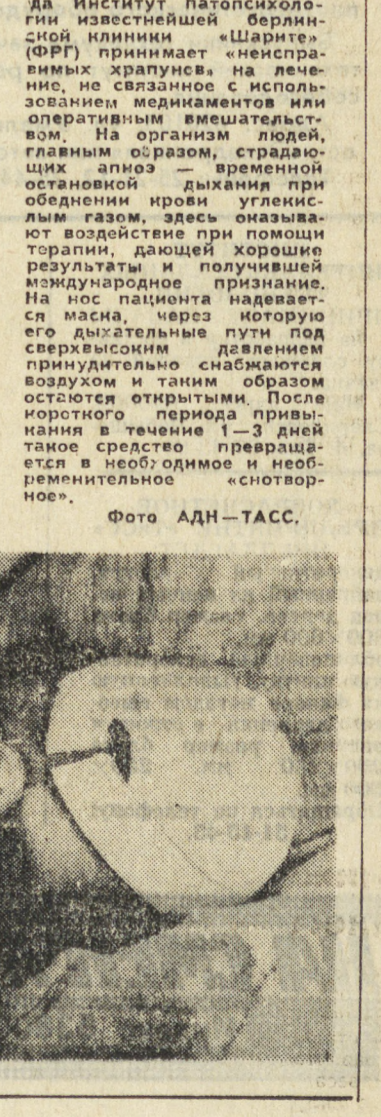 да Институт патопсихоло-
гии известнейшей берлин-
ской клиники «Шарите»
(ФРГ) принимает «неиспра-
вимых храпунов» на лече-
ние, не связанное с исполь-
зованием медикаментов или
оперативным вмешательст-
вом. На организм людей,
главным образом, страдаю-
щих апноэ — временной
остановкой дыхания при
обеднении крови углекис-
лым газом, здесь оказыва-
ют воздействие при помощи
терапии, дающей хорошие
результаты и получившей
международное признание.
На нос пациента надевает-
ся маска, через которую
его дыхательные пути под
сверхвысоким давлением
принудительно снабжаются
воздухом и таким образом
остаются открытыми. После
короткого периода привы-
кания в течение 1—3 дней
такое средство превраща-
ется в необходимое и необ-
ременительное «снотвор-
ное».
Фото АДН—ТАСС.